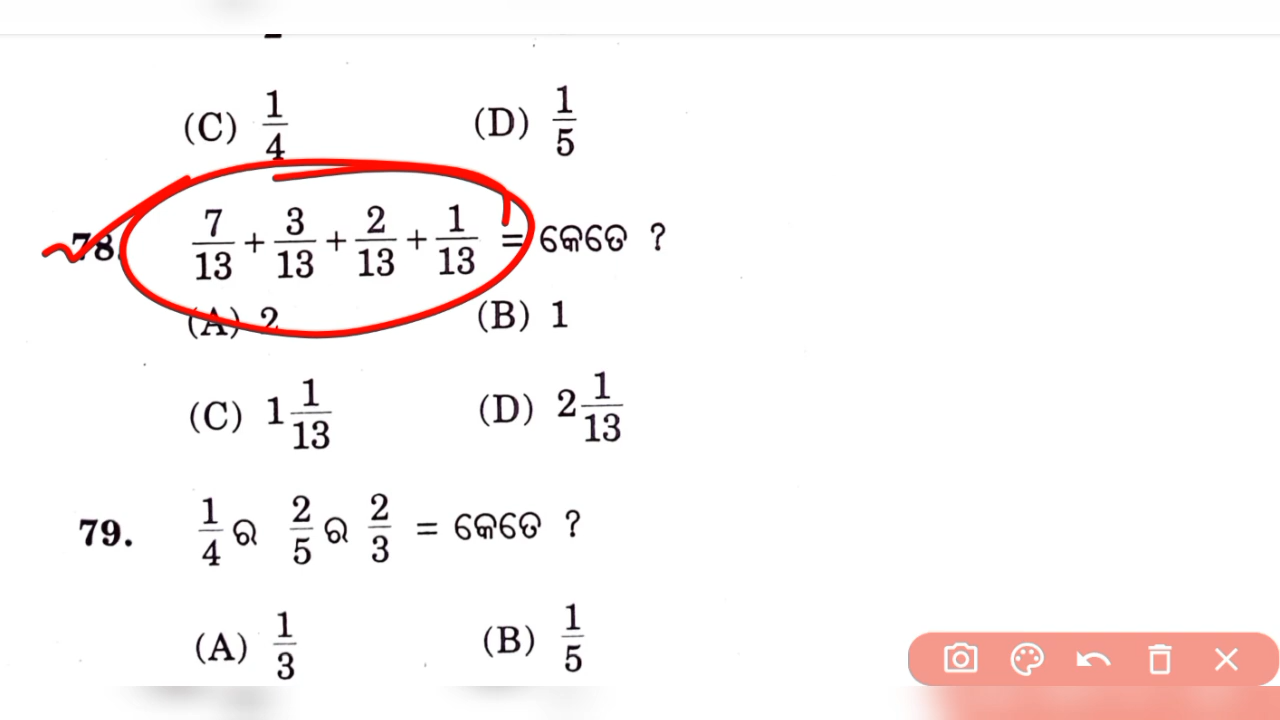 (C) 1/4 (D) 1/5
78. 7/13 + 3/13 + 2/13 + 1/13 = କେତେ ?
(A) 2 (B) 1
(C) 1 1/13 (D) 2 1/13
79. 1/4 ର 2/5 ର 2/3 = କେତେ ?
(A) 1/3 (B) 1/5